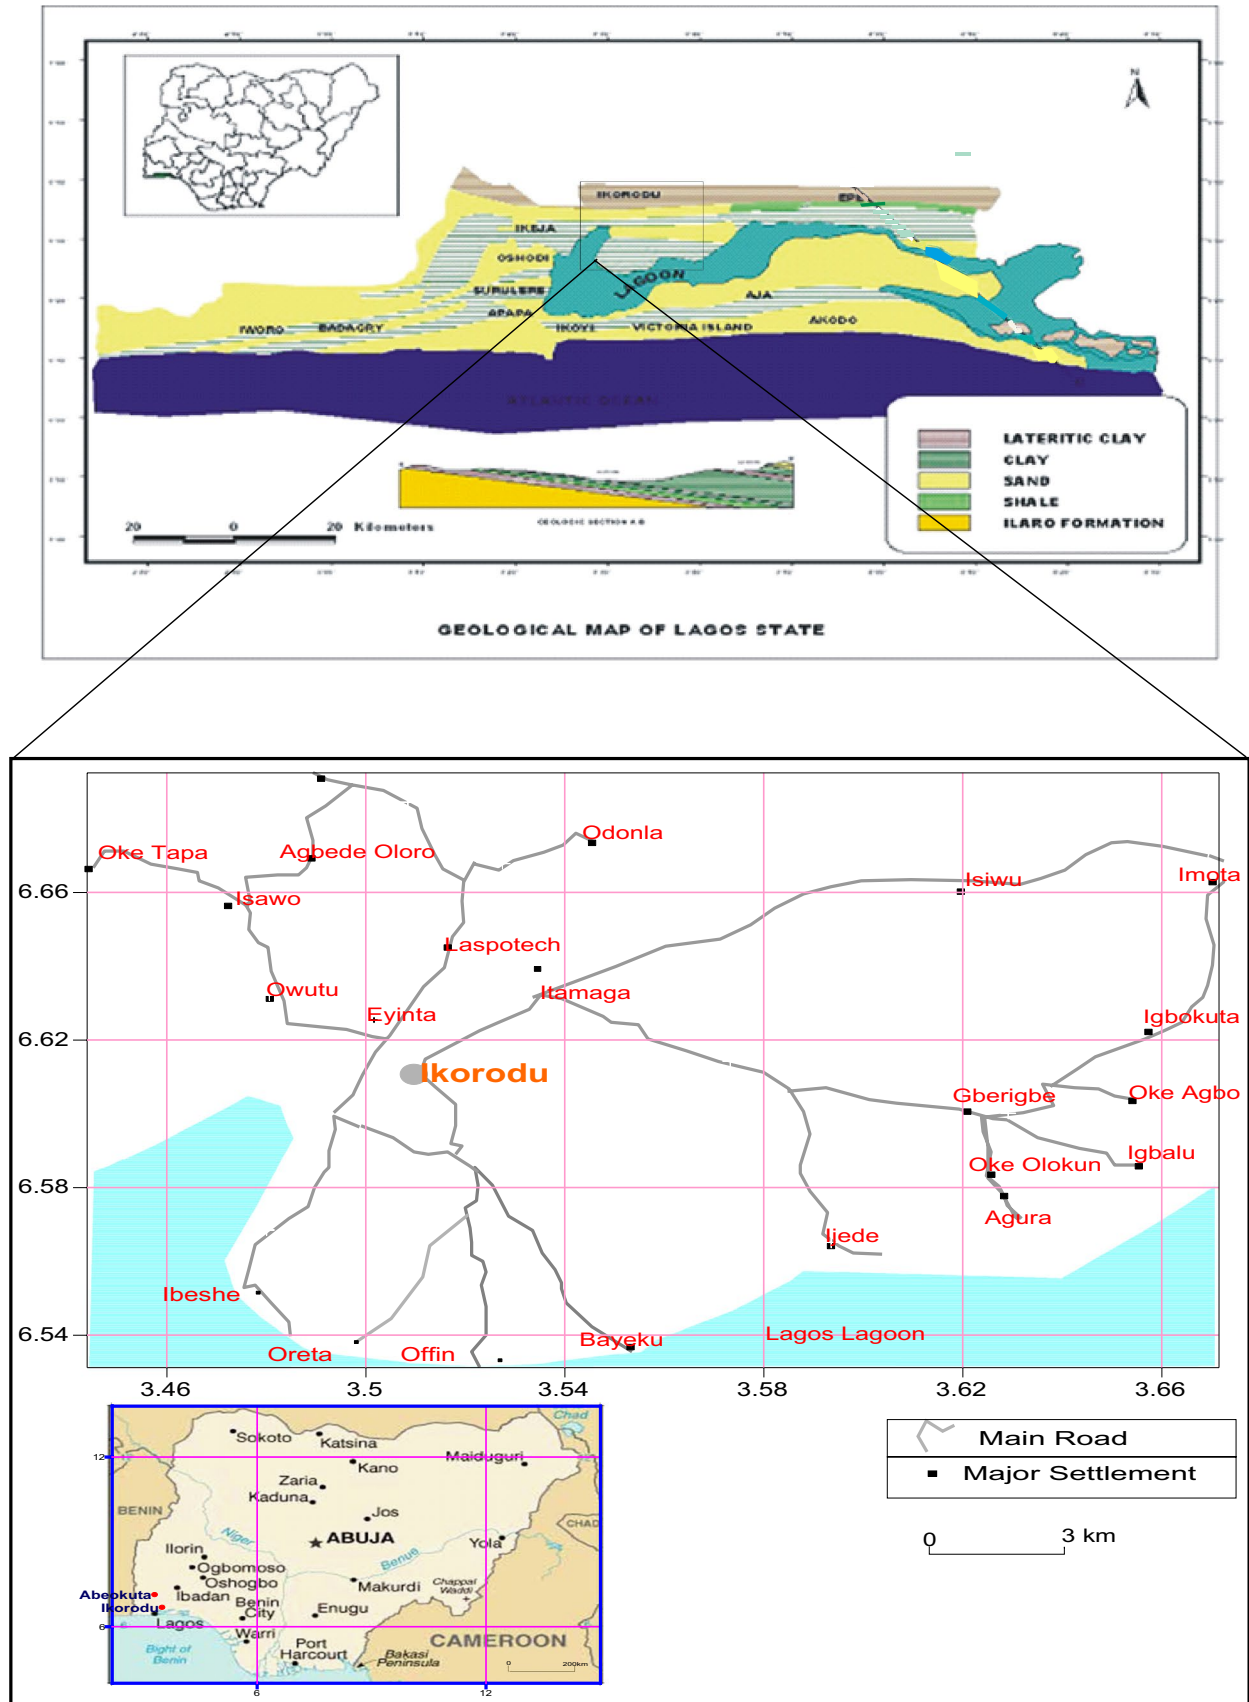 N
IKORODU
EPE
IKEJA
OSHODI
LAGOON
SURULERE
AJA
APAPA
AKODO
IWORO
BADAGRY
IKOYI
VICTORIA ISLAND
ATLANTIC OCEAN
LATERITIC CLAY
CLAY
SAND
SHALE
ILARO FORMATION
GEOLOGIC SECTION A-B
20 0 20 Kilometers
GEOLOGICAL MAP OF LAGOS STATE
Odonla
Oke Tapa
Agbede Oloro
Isiwu
Imota
6.66
Isawo
Laspotech
Owutu
Itamaga
Eyinta
Igbokuta
6.62
Ikorodu
Gberigbe
Oke Agbo
Igbalu
Oke Olokun
6.58
Agura
Ijede
Ibeshe
6.54
Lagos Lagoon
Bayeku
Oreta
Offin
3.46 3.5 3.54 3.58 3.62 3.66
Main Road
Major Settlement
0 3 km
Chad
Sokoto
Katsina
Maiduguri
12
Kano
Zaria
Kaduna
BENIN
Jos
CHAD
Niger
ABUJA
Yola
Ilorin
Benue
Ogbomoso
Oshogbo
Makurdi
Chappal
Waddi
Abeokuta
Ibadan
Ikorodu
Benin
City
Enugu
Lagos
6
Warri
CAMEROON
Port
Harcourt
Bight of
Benin
Bakasi
Peninsula
0 200km
6 12